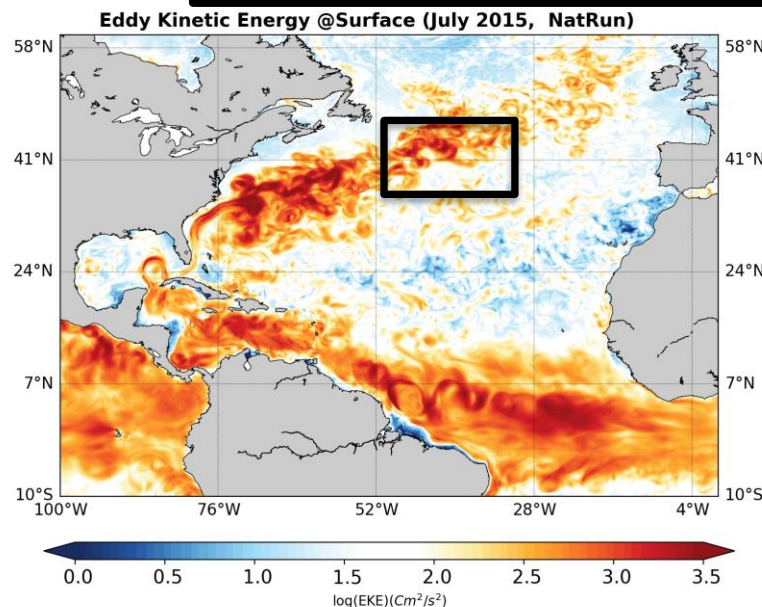 Eddy Kinetic Energy @Surface (July 2015, NatRun)
58°N 58°N
41°N 41°N
24°N 24°N
7°N 7°N
10°S 10°S
100°W 76°W 52°W 28°W 4°W
0.0 0.5 1.0 1.5 2.0 2.5 3.0 3.5
log(EKE)(Cm²/s²)